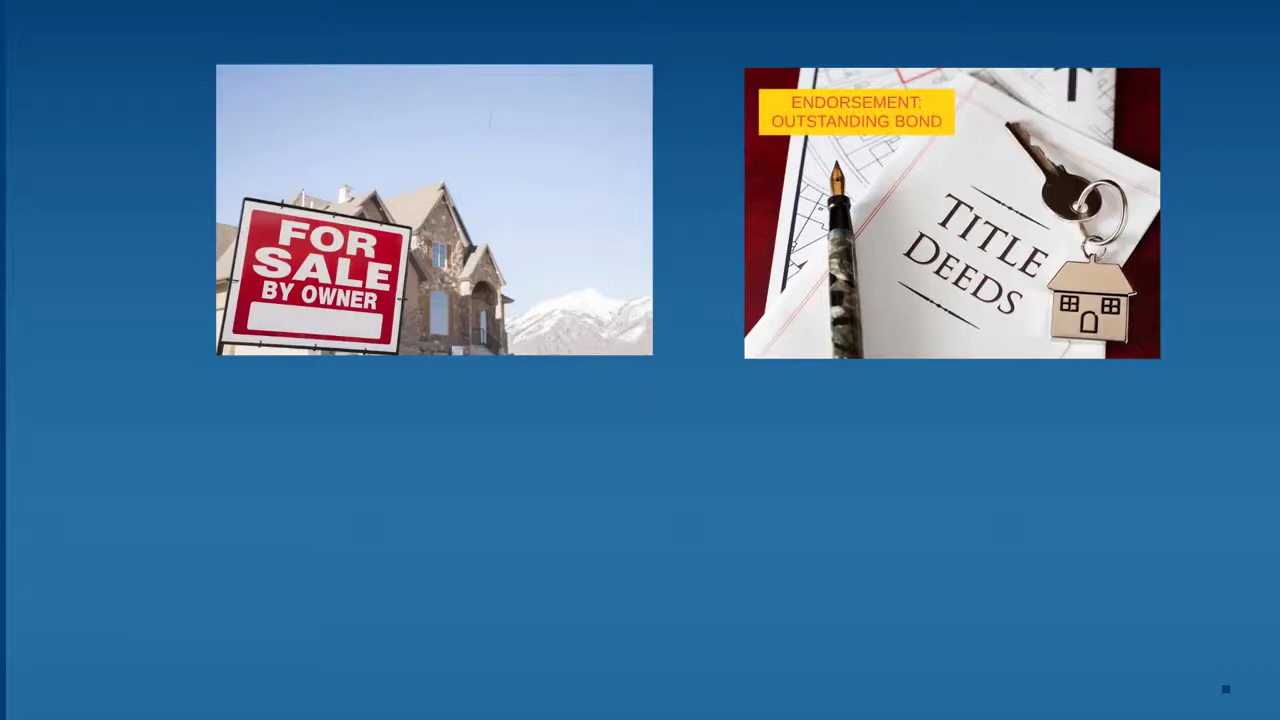 FOR
SALE
BY OWNER
ENDORSEMENT:
OUTSTANDING BOND
TITLE
DEEDS